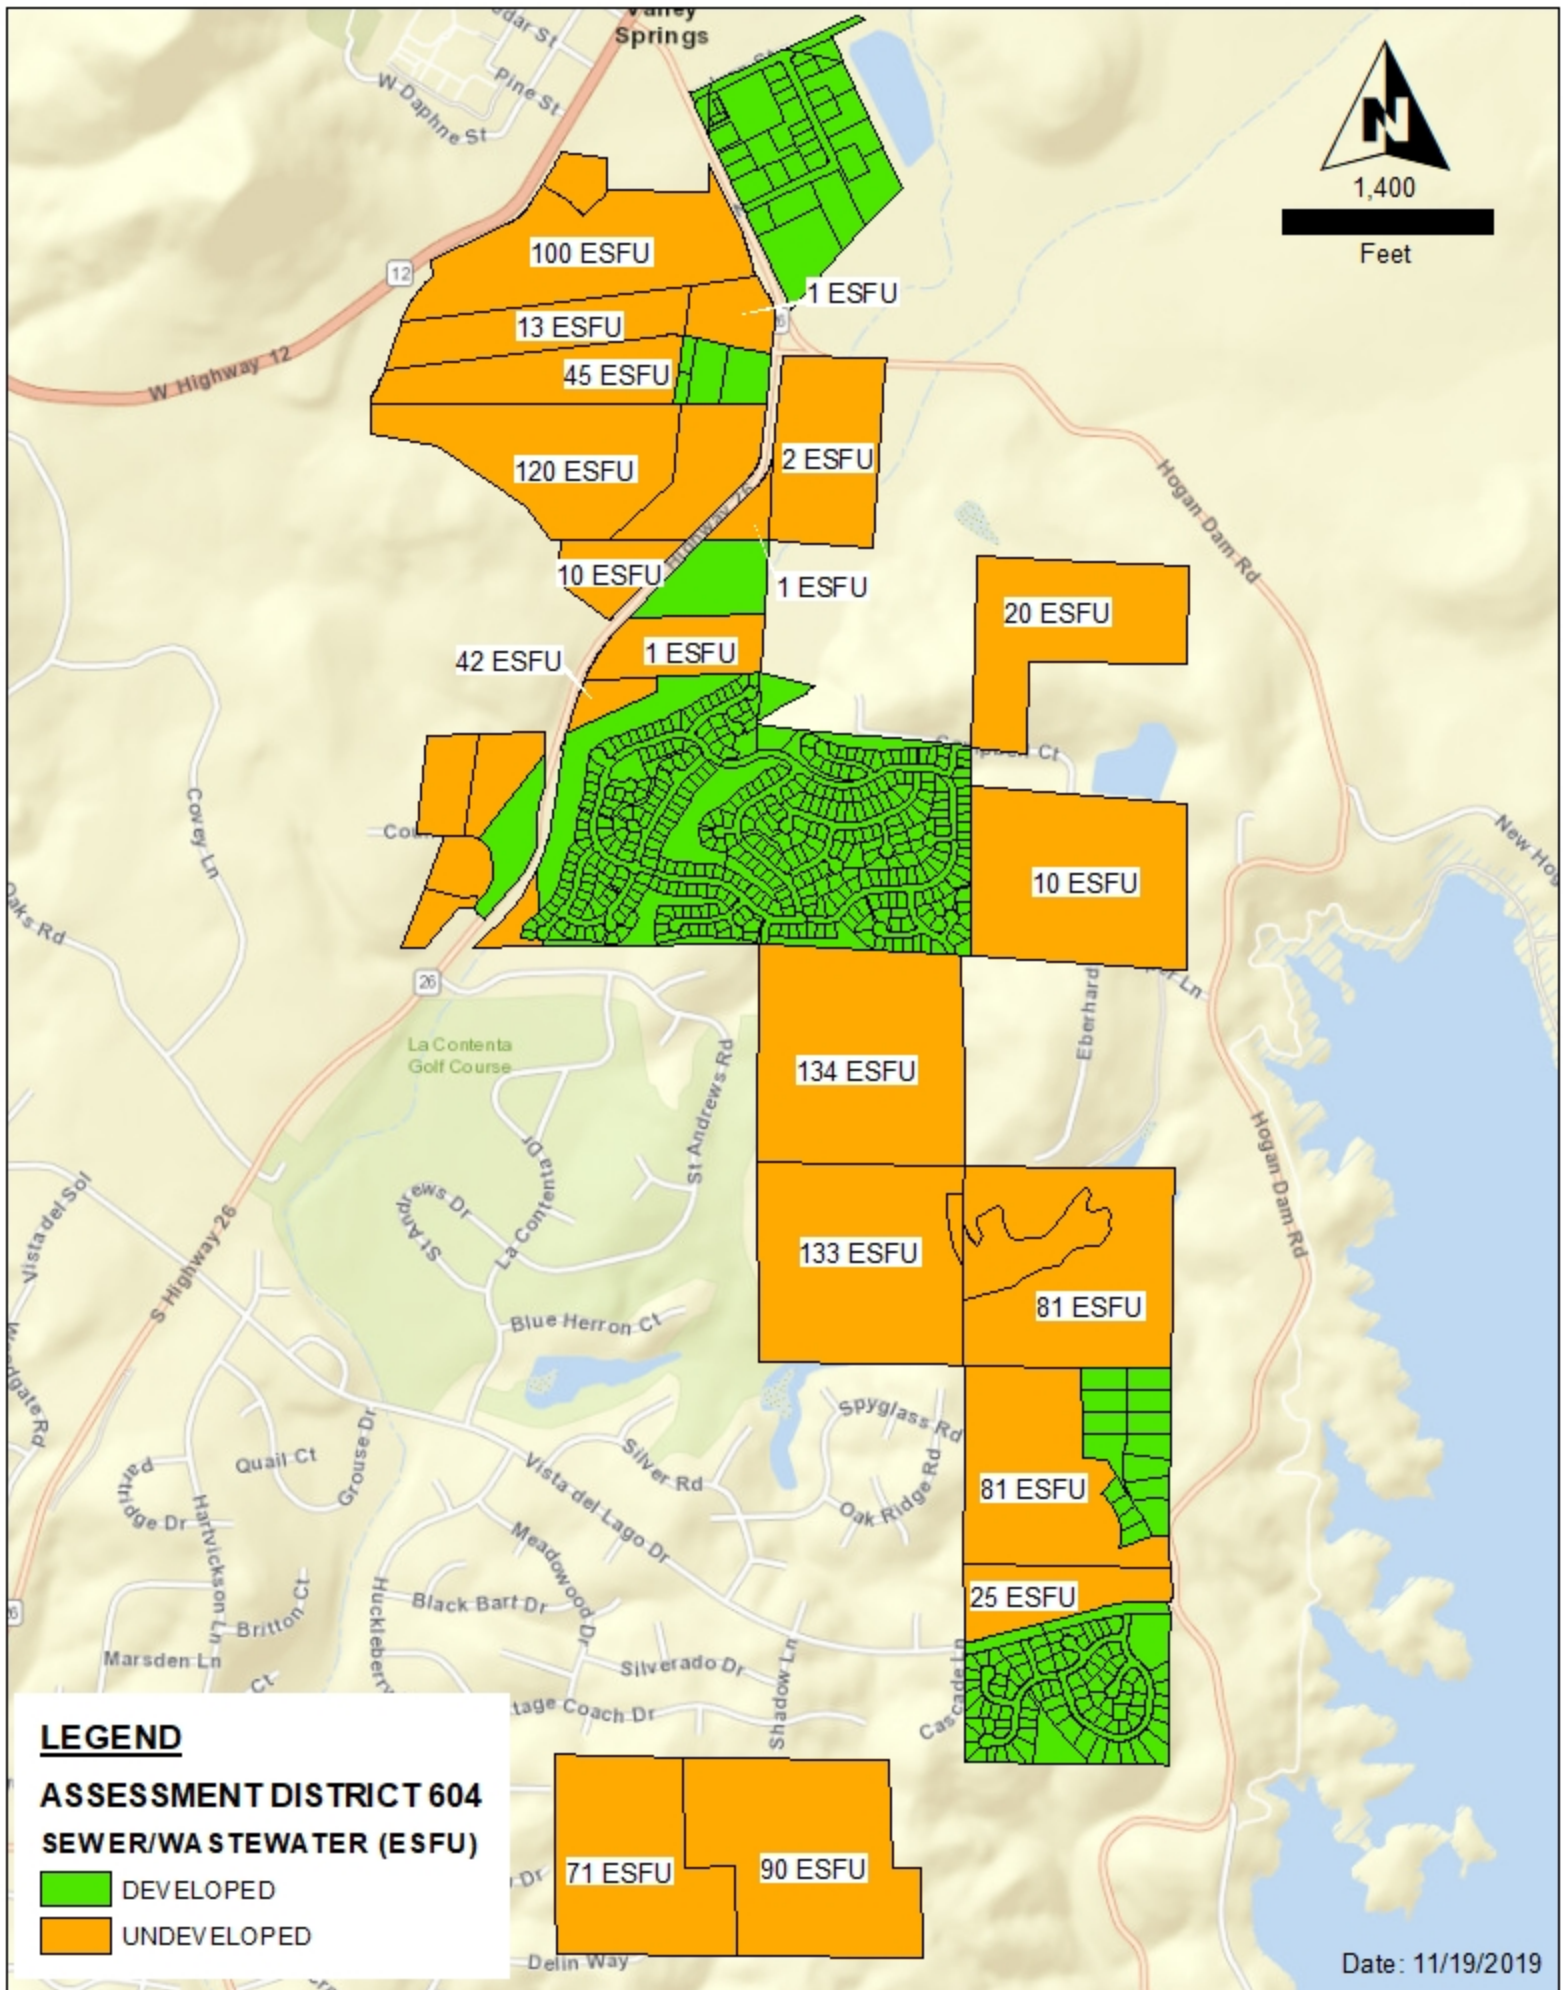 Valley
Springs
Pine St
W Daphne St
N
1,400
Feet
100 ESFU
12
1 ESFU
13 ESFU
W Highway 12
45 ESFU
2 ESFU
120 ESFU
Hogan Dam Rd
Highway 26
10 ESFU
1 ESFU
20 ESFU
42 ESFU
1 ESFU
Covey Ln
10 ESFU
Oaks Rd
26
Eberhard
La Contenta
Golf Course
134 ESFU
St Andrews Rd
Hogan Dam Rd
La Contenta Dr
St Andrews Dr
Vista del Sol
S Highway 26
133 ESFU
81 ESFU
Blue Herron Ct
Spyglass Rd
Silver Rd
Quail Ct
Grouse Dr
Partridge Dr
Hartvickson Ln
Vista del Lago Dr
Oak Ridge Rd
81 ESFU
Meadowood Dr
Black Bart Dr
Huckleberry
Britton Ct
25 ESFU
Marsden Ln
Ct
Silverado Dr
Shadow Ln
Cascade Ln
tage Coach Dr
LEGEND
ASSESSMENT DISTRICT 604
SEWER/WASTEWATER (ESFU)
DEVELOPED
UNDEVELOPED
71 ESFU
90 ESFU
Dr
Delin Way
Date: 11/19/2019